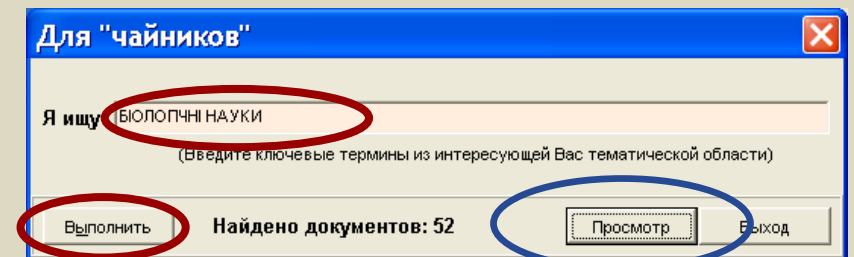 Для "чайников"
Я ищу БІОЛОГІЧНІ НАУКИ
(Введите ключевые термины из интересующей Вас тематической области)
Выполнить Найдено документов: 52 Просмотр Выход